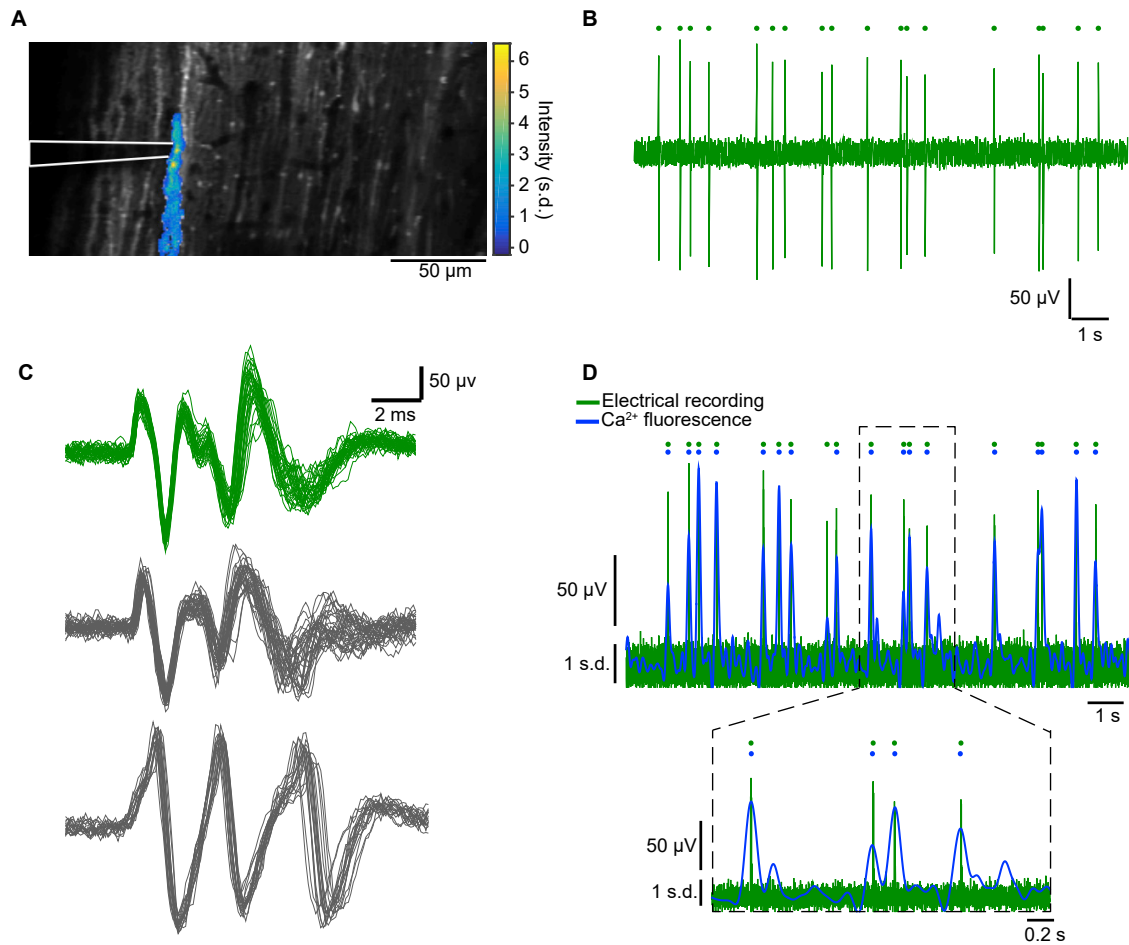 A
6
5
4
3
2
1
0
Intensity (s.d.)
50 µm
B
50 µV
1 s
C
50 µv
2 ms
D
Electrical recording
Ca²⁺ fluorescence
50 µV
1 s.d.
1 s
50 µV
1 s.d.
0.2 s